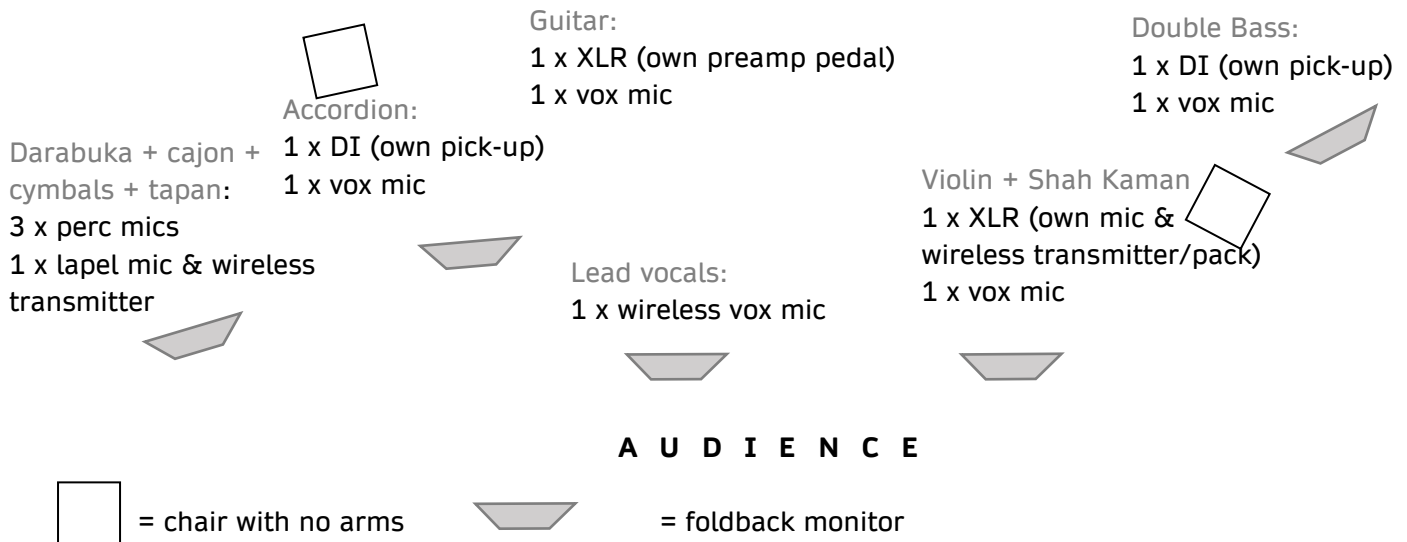 Guitar:
1 x XLR (own preamp pedal)
1 x vox mic
Double Bass:
1 x DI (own pick-up)
1 x vox mic
Accordion:
1 x DI (own pick-up)
1 x vox mic
Darabuka + cajon +
cymbals + tapan:
3 x perc mics
1 x lapel mic & wireless
transmitter
Violin + Shah Kaman
1 x XLR (own mic &
wireless transmitter/pack)
1 x vox mic
Lead vocals:
1 x wireless vox mic
A U D I E N C E
= chair with no arms
= foldback monitor